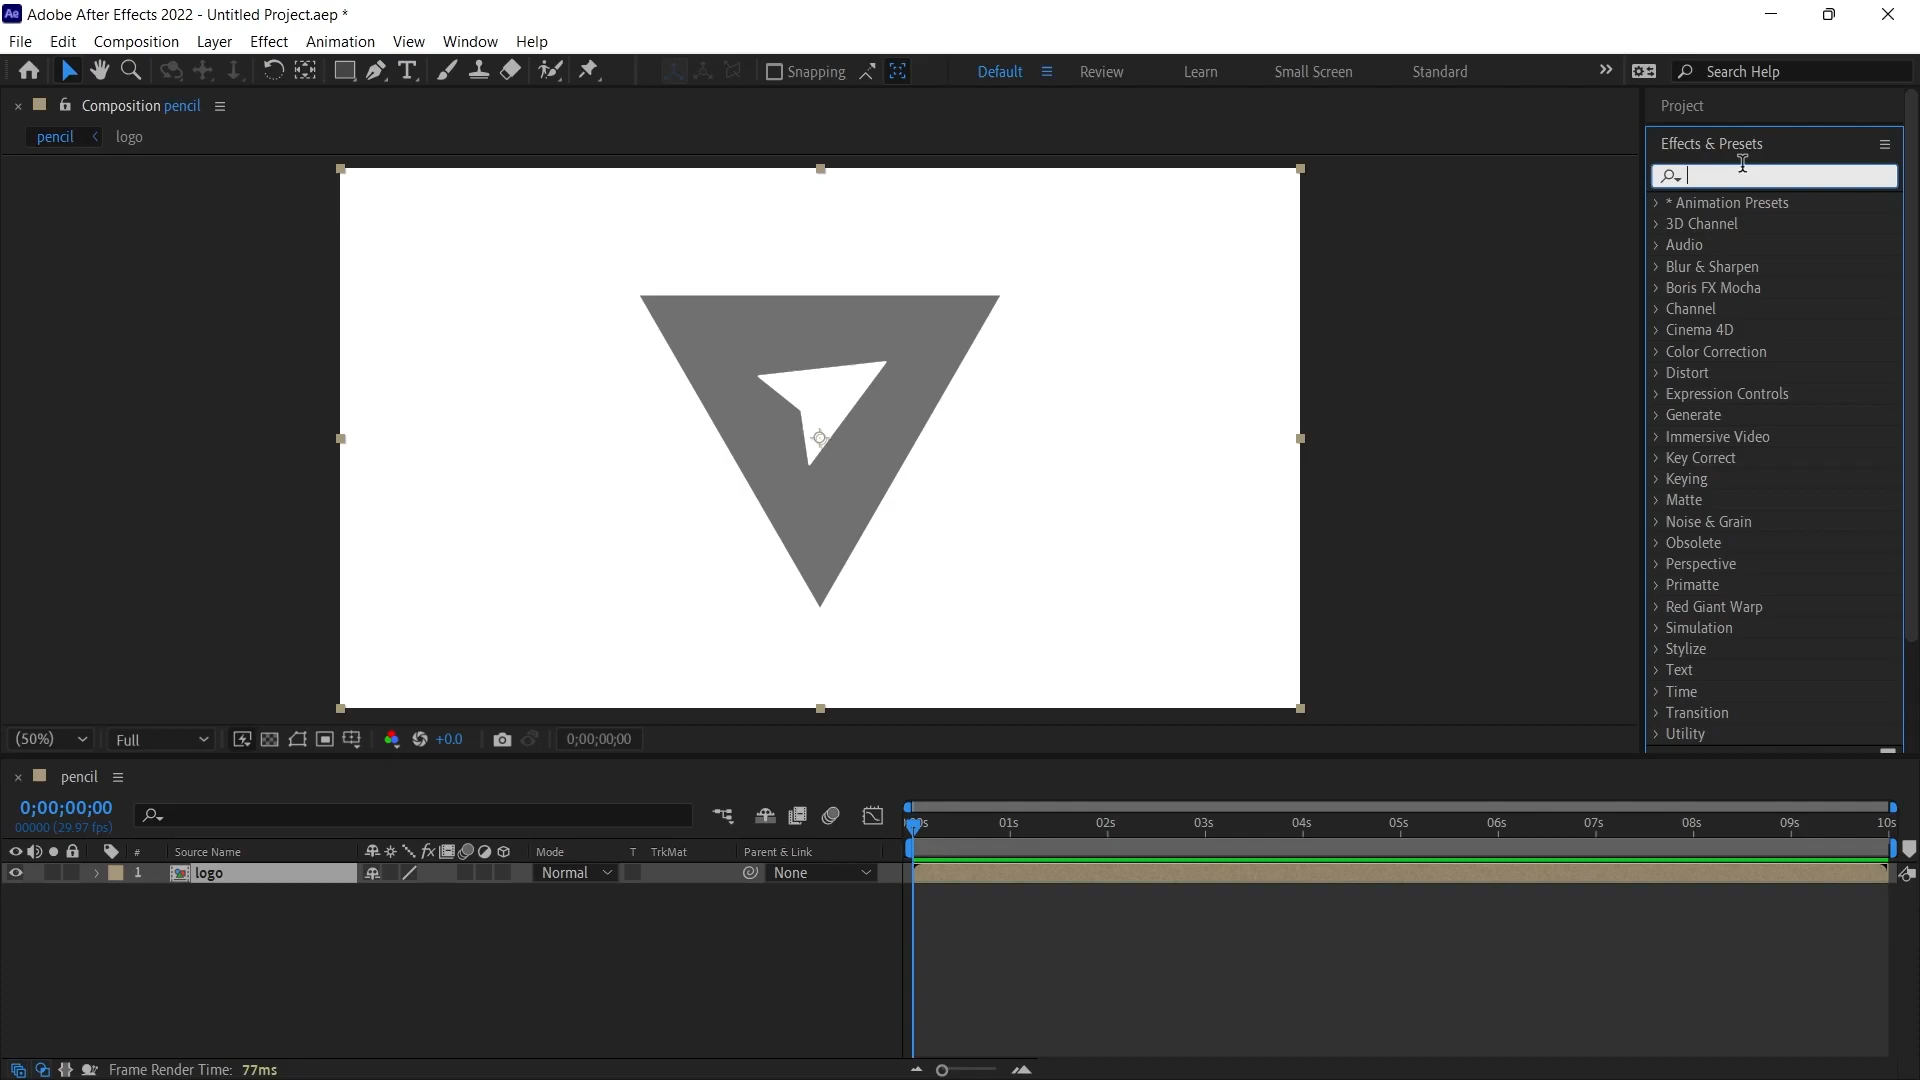 Ae Adobe After Effects 2022 - Untitled Project.aep *
File Edit Composition Layer Effect Animation View Window Help
Snapping Default Review Learn Small Screen Standard Search Help
Composition pencil
pencil logo
Project
Effects & Presets
* Animation Presets
3D Channel
Audio
Blur & Sharpen
Boris FX Mocha
Channel
Cinema 4D
Color Correction
Distort
Expression Controls
Generate
Immersive Video
Key Correct
Keying
Matte
Noise & Grain
Obsolete
Perspective
Primatte
Red Giant Warp
Simulation
Stylize
Text
Time
Transition
Utility
(50%) Full +0.0 0;00;00;00
pencil
0;00;00;00
00000 (29.97 fps)
01s 02s 03s 04s 05s 06s 07s 08s 09s 10s
# Source Name fx Mode T TrkMat Parent & Link
1 logo Normal None
Frame Render Time: 77ms